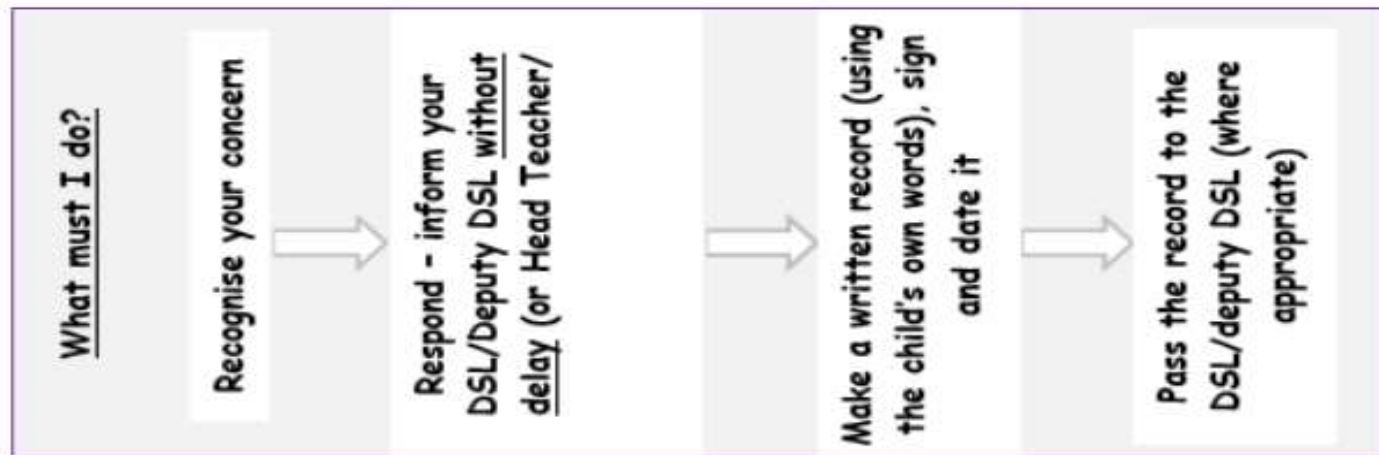 What must I do?
Recognise your concern
Respond - inform your
DSL/Deputy DSL without
delay (or Head Teacher/
Make a written record (using
the child's own words), sign
and date it
Pass the record to the
DSL/deputy DSL (where
appropriate)